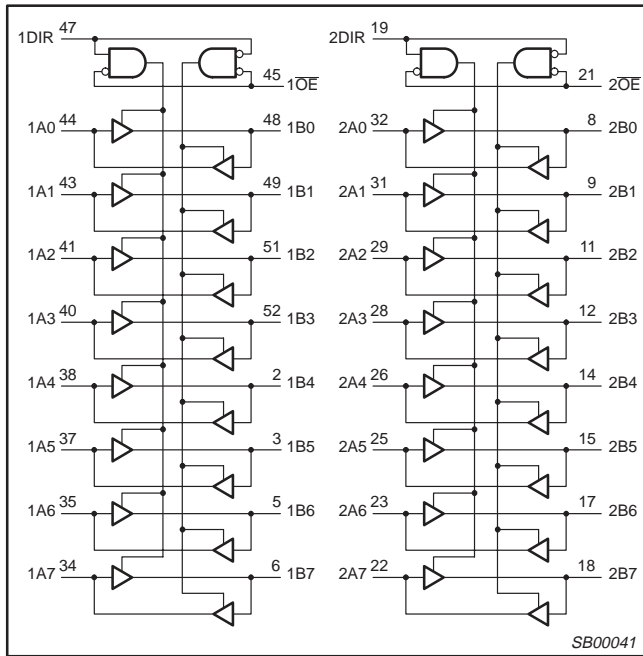 1DIR 47 2DIR 19
45 1O̅E̅ 21 2O̅E̅
1A0 44 48 1B0 2A0 32 8 2B0
1A1 43 49 1B1 2A1 31 9 2B1
1A2 41 51 1B2 2A2 29 11 2B2
1A3 40 52 1B3 2A3 28 12 2B3
1A4 38 2 1B4 2A4 26 14 2B4
1A5 37 3 1B5 2A5 25 15 2B5
1A6 35 5 1B6 2A6 23 17 2B6
1A7 34 6 1B7 2A7 22 18 2B7
SB00041